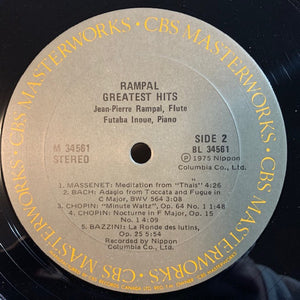 CBS MASTERWORKS · CBS MASTERWORKS · CBS MASTERWORKS
RAMPAL
GREATEST HITS
Jean-Pierre Rampal, Flute
Futaba Inoue, Piano
M 34561
STEREO
SIDE 2
BL 34561
℗ 1975 Nippon
Columbia Co., Ltd.
1. MASSENET: Meditation from "Thaïs" 4:26
2. BACH: Adagio from Toccata and Fugue in
C Major, BWV 564 3:08
3. CHOPIN: "Minute Waltz", Op. 64 No. 1 1:48
4. CHOPIN: Nocturne in F Major, Op. 15
No. 1 4:09
5. BAZZINI: La Ronde des lutins,
Op. 25 5:54
Recorded by Nippon
Columbia Co., Ltd.